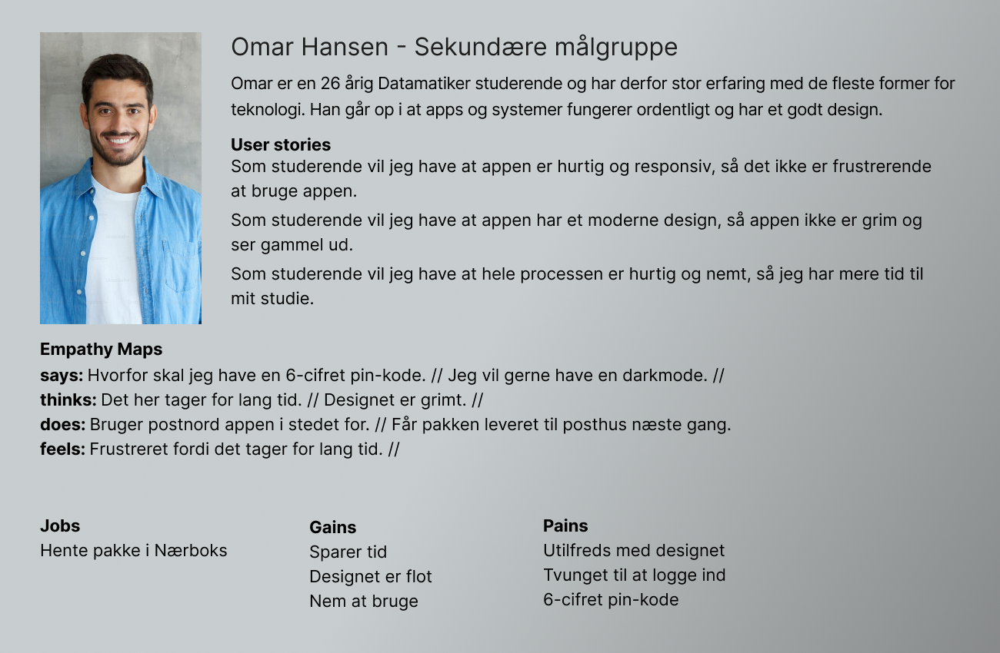 Omar Hansen - Sekundære målgruppe
Omar er en 26 årig Datamatiker studerende og har derfor stor erfaring med de fleste former for
teknologi. Han går op i at apps og systemer fungerer ordentligt og har et godt design.
User stories
Som studerende vil jeg have at appen er hurtig og responsiv, så det ikke er frustrerende
at bruge appen.
Som studerende vil jeg have at appen har et moderne design, så appen ikke er grim og
ser gammel ud.
Som studerende vil jeg have at hele processen er hurtig og nemt, så jeg har mere tid til
mit studie.
Empathy Maps
says: Hvorfor skal jeg have en 6-cifret pin-kode. // Jeg vil gerne have en darkmode. //
thinks: Det her tager for lang tid. // Designet er grimt. //
does: Bruger postnord appen i stedet for. // Får pakken leveret til posthus næste gang.
feels: Frustreret fordi det tager for lang tid. //
Jobs
Hente pakke i Nærboks
Gains
Sparer tid
Designet er flot
Nem at bruge
Pains
Utilfreds med designet
Tvunget til at logge ind
6-cifret pin-kode